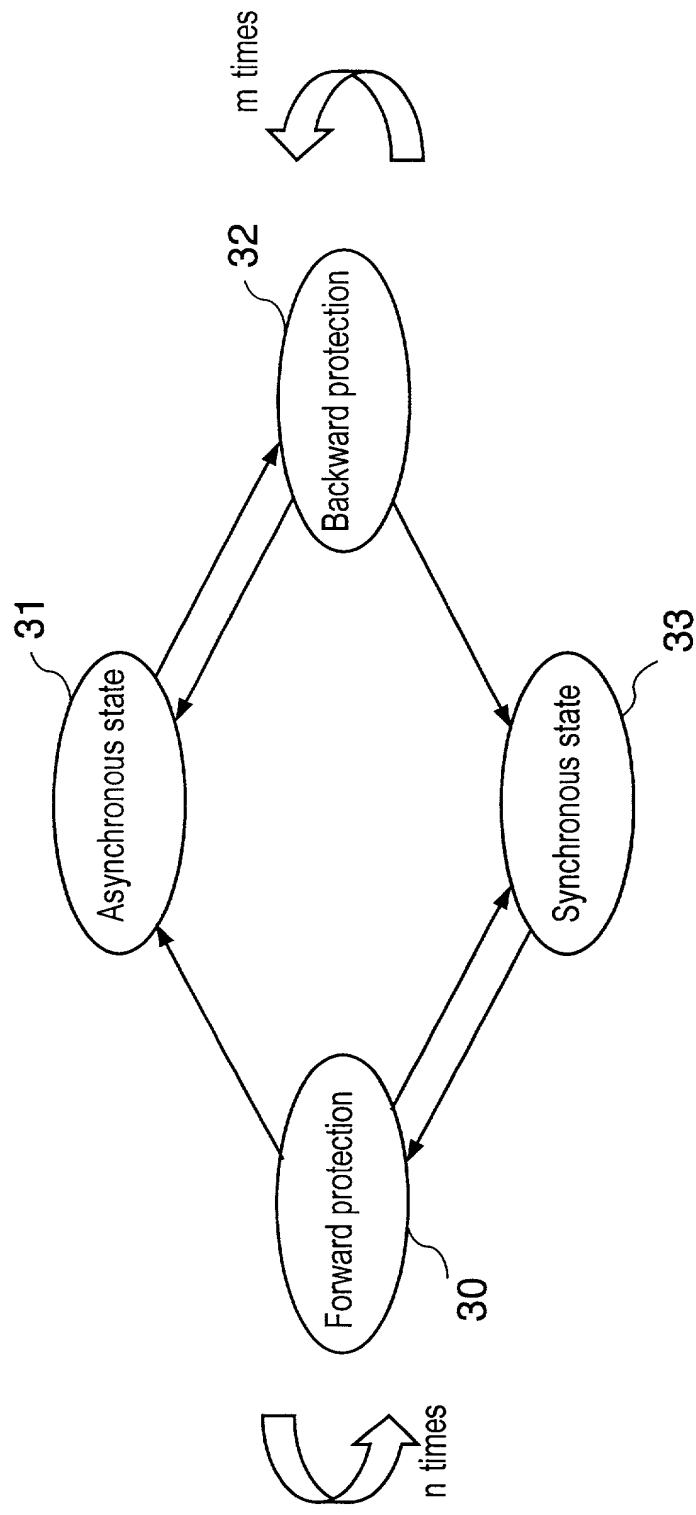 31
Asynchronous state
m times
32
Backward protection
Forward protection
30
n times
Synchronous state
33